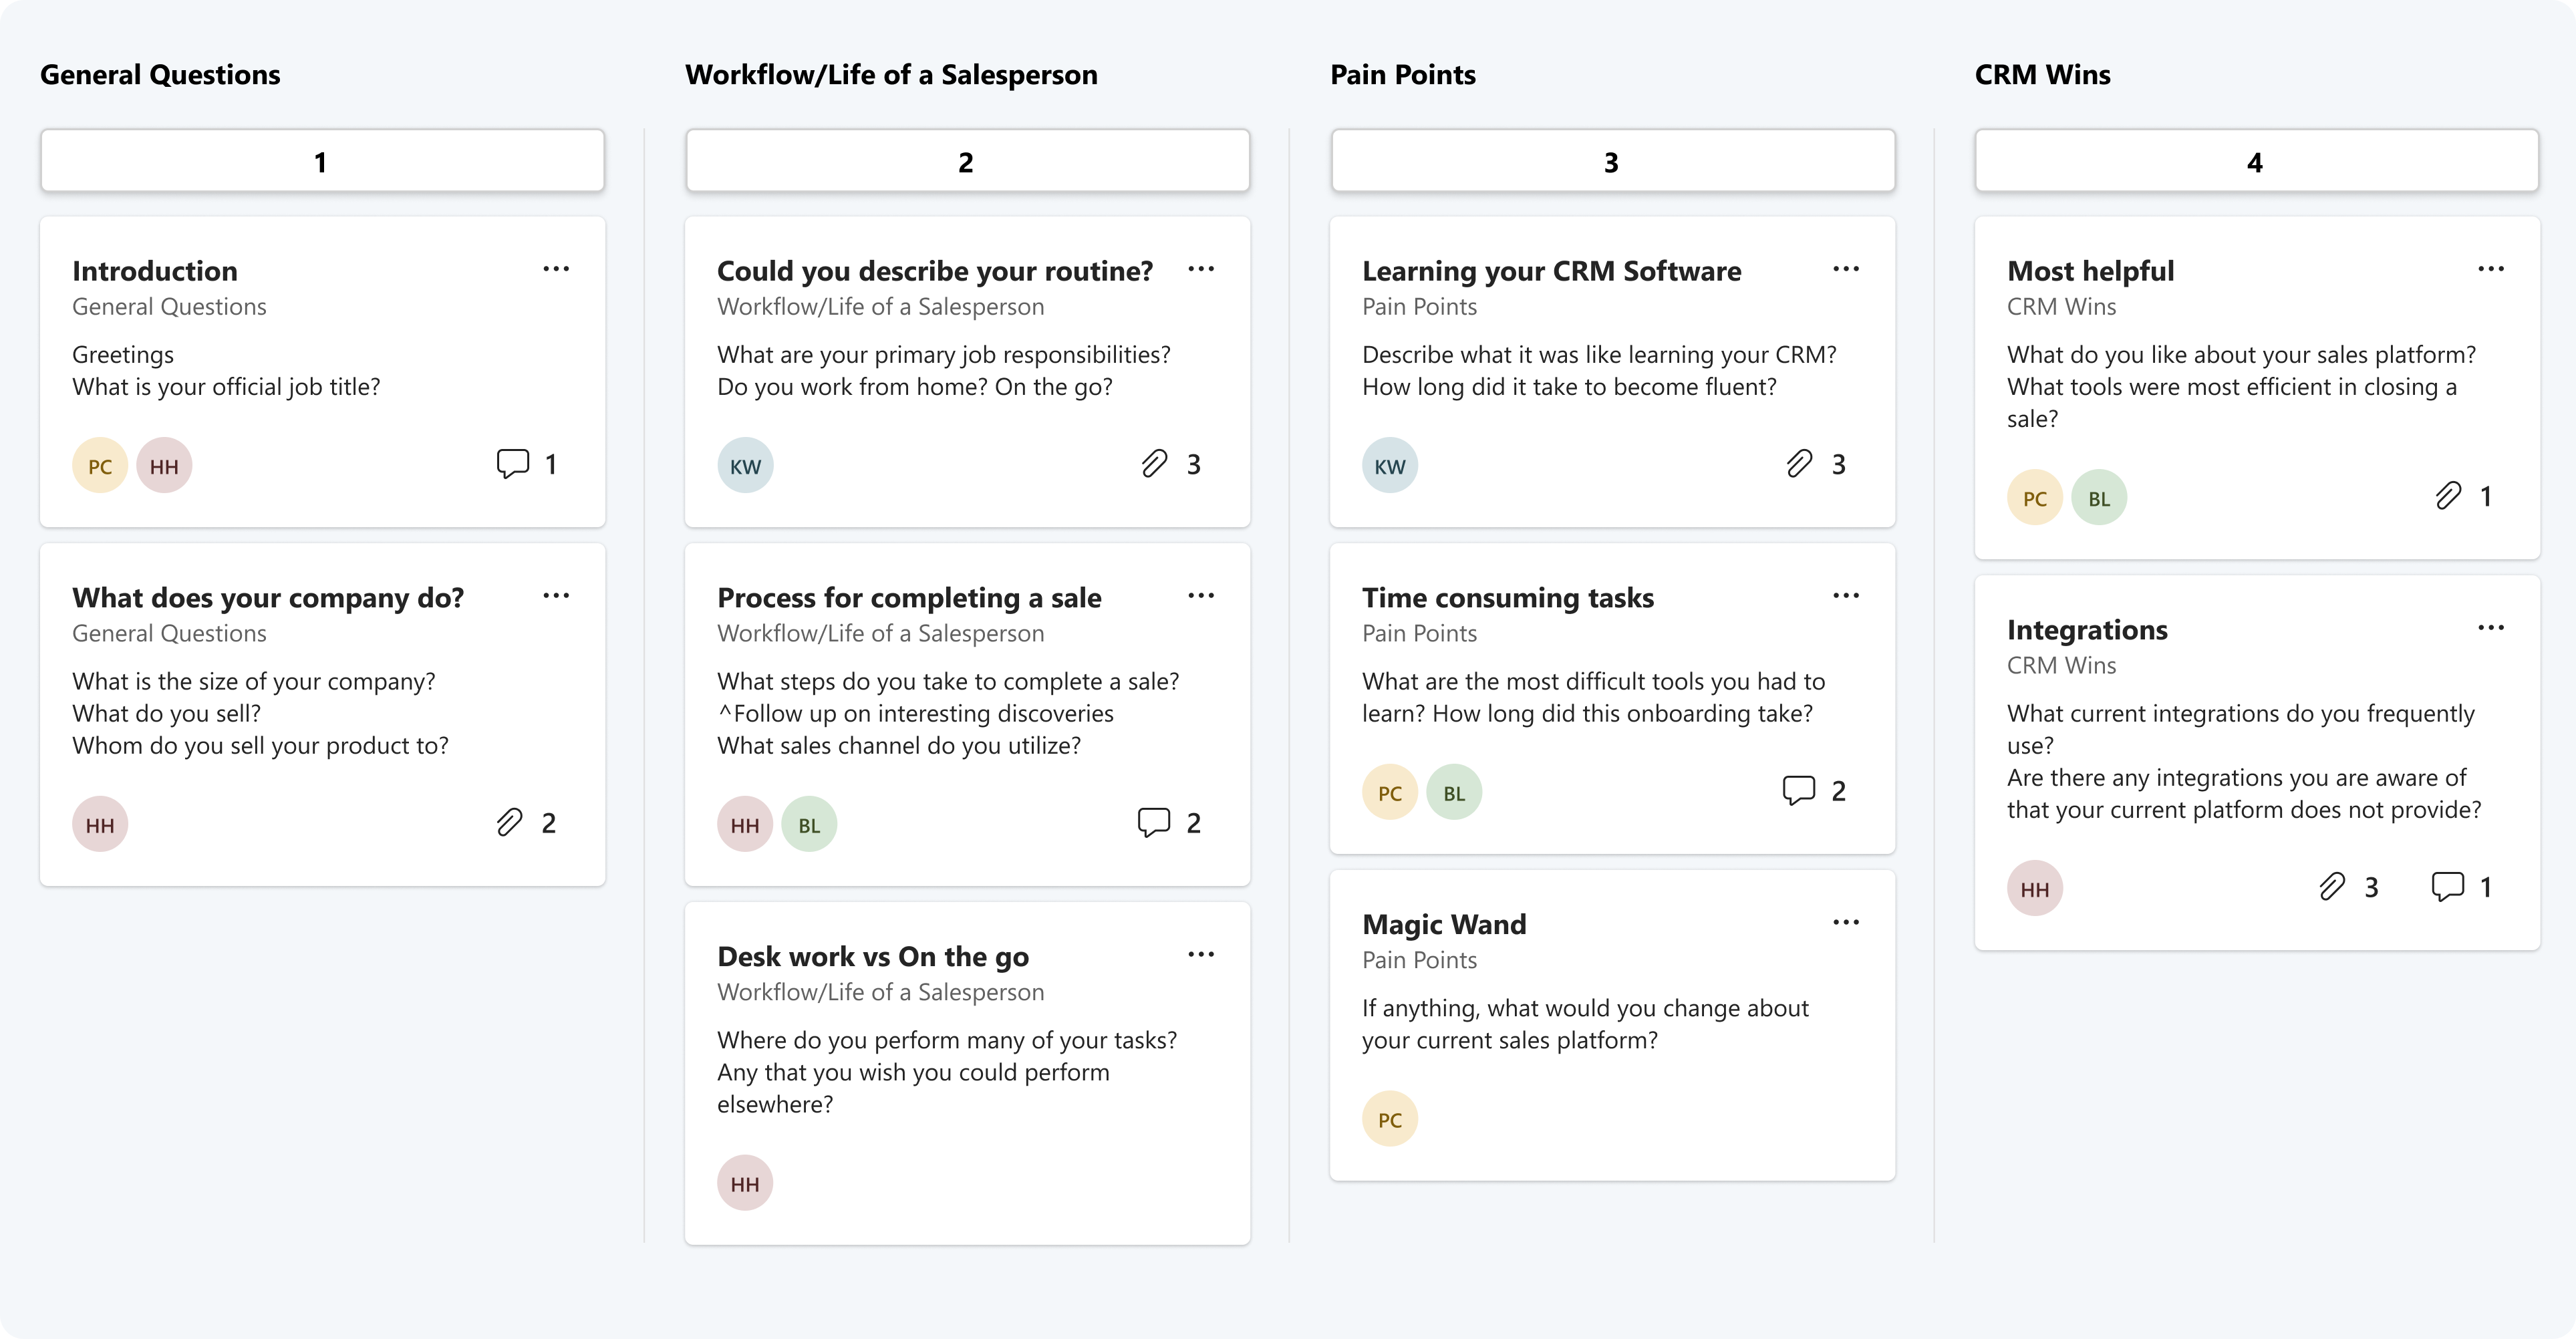 General Questions
1
Introduction
General Questions
Greetings
What is your official job title?
PC HH 1
What does your company do?
General Questions
What is the size of your company?
What do you sell?
Whom do you sell your product to?
HH 2
Workflow/Life of a Salesperson
2
Could you describe your routine?
Workflow/Life of a Salesperson
What are your primary job responsibilities?
Do you work from home? On the go?
KW 3
Process for completing a sale
Workflow/Life of a Salesperson
What steps do you take to complete a sale?
^Follow up on interesting discoveries
What sales channel do you utilize?
HH BL 2
Desk work vs On the go
Workflow/Life of a Salesperson
Where do you perform many of your tasks?
Any that you wish you could perform
elsewhere?
HH
Pain Points
3
Learning your CRM Software
Pain Points
Describe what it was like learning your CRM?
How long did it take to become fluent?
KW 3
Time consuming tasks
Pain Points
What are the most difficult tools you had to
learn? How long did this onboarding take?
PC BL 2
Magic Wand
Pain Points
If anything, what would you change about
your current sales platform?
PC
CRM Wins
4
Most helpful
CRM Wins
What do you like about your sales platform?
What tools were most efficient in closing a
sale?
PC BL 1
Integrations
CRM Wins
What current integrations do you frequently
use?
Are there any integrations you are aware of
that your current platform does not provide?
HH 3 1